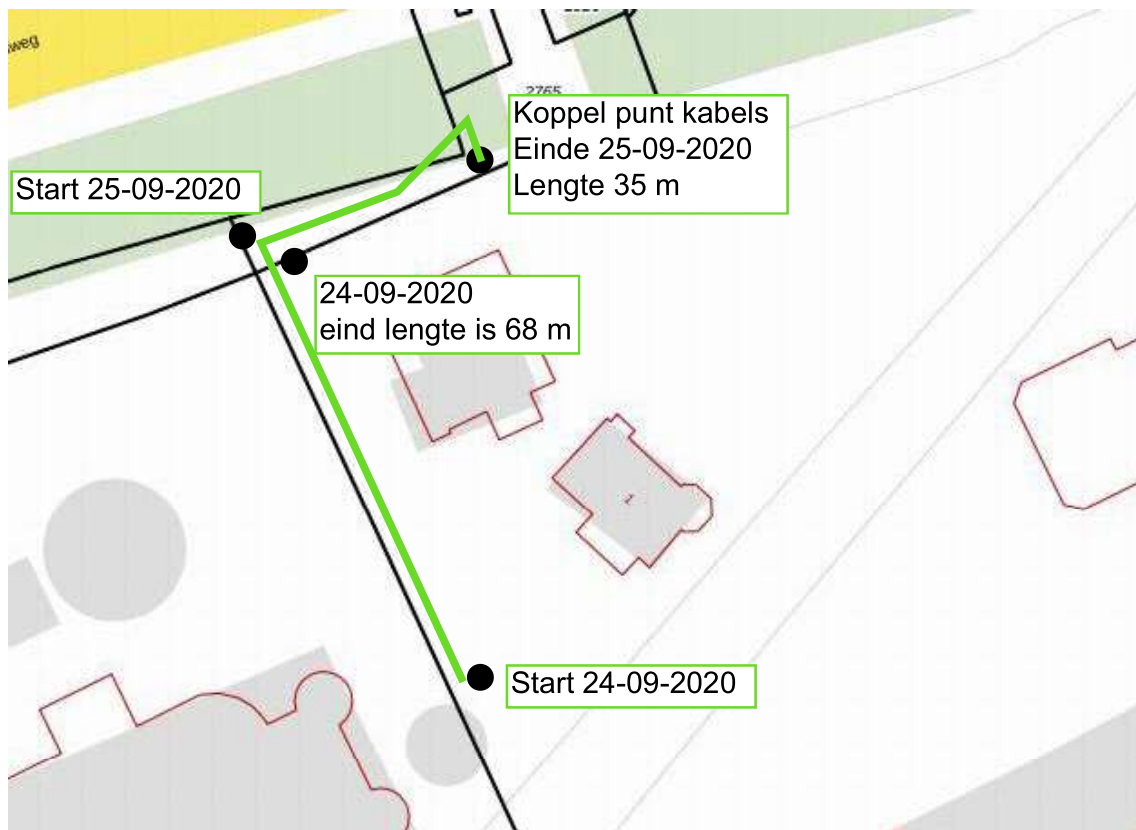 weg
2765
Koppel punt kabels
Einde 25-09-2020
Lengte 35 m
Start 25-09-2020
24-09-2020
eind lengte is 68 m
1
Start 24-09-2020